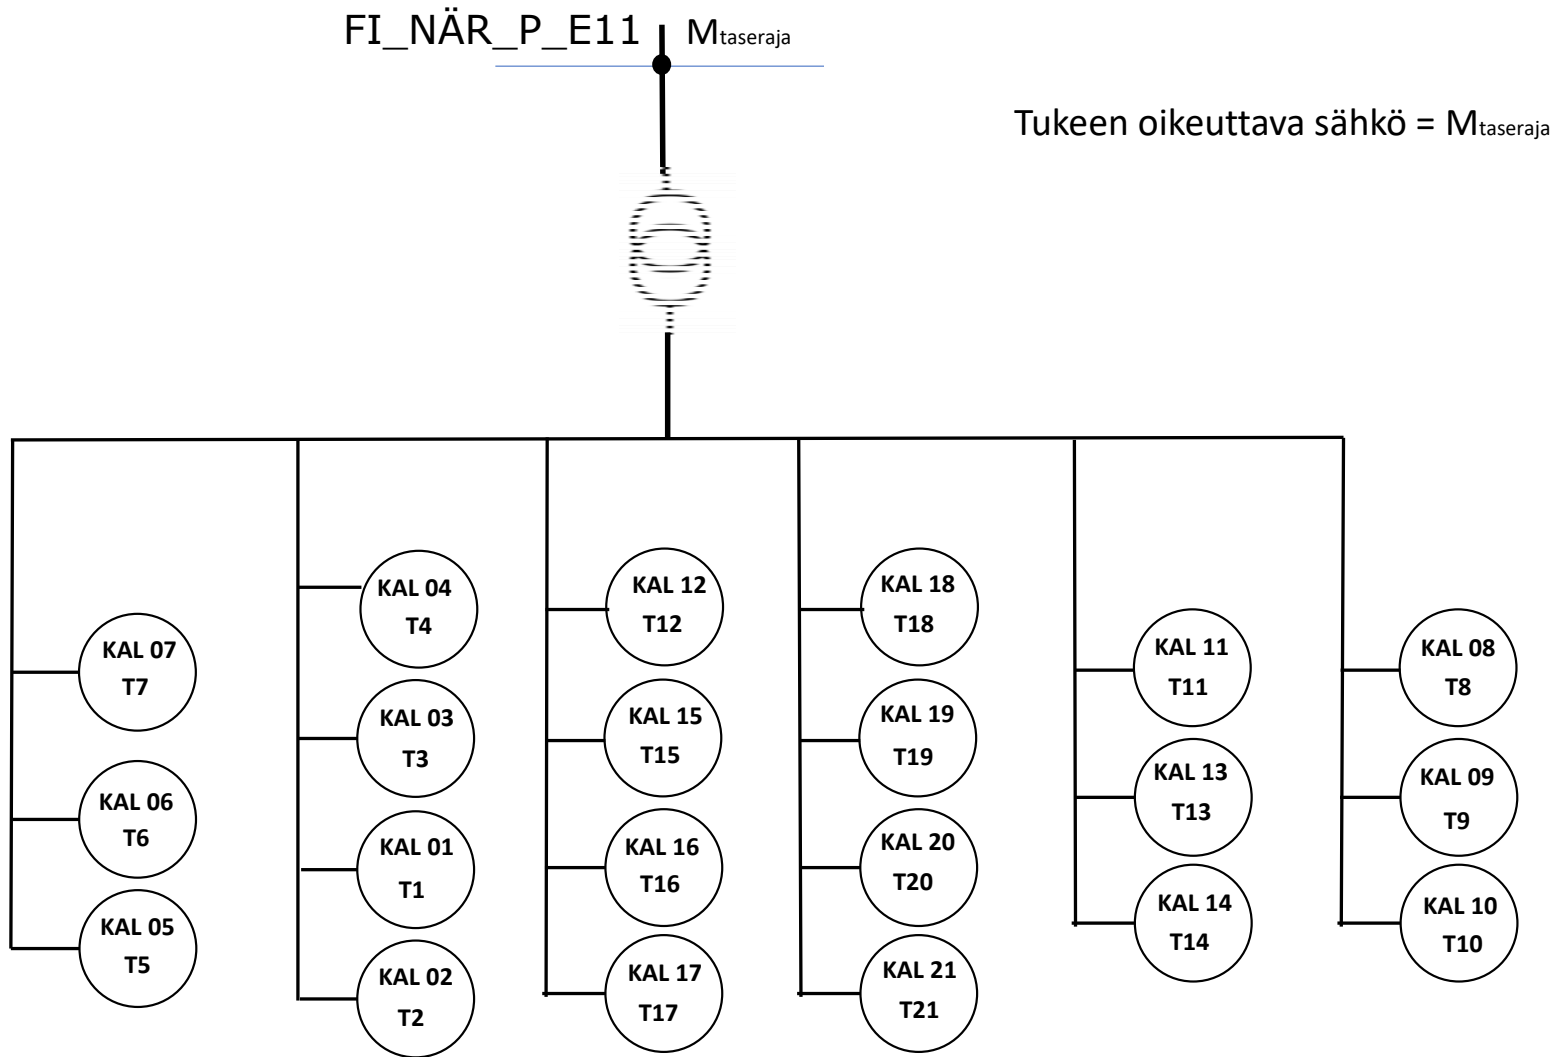 FI_NÄR_P_E11 Mtaseraja
Tukeen oikeuttava sähkö = Mtaseraja
KAL 07
T7
KAL 06
T6
KAL 05
T5
KAL 04
T4
KAL 03
T3
KAL 01
T1
KAL 02
T2
KAL 12
T12
KAL 15
T15
KAL 16
T16
KAL 17
T17
KAL 18
T18
KAL 19
T19
KAL 20
T20
KAL 21
T21
KAL 11
T11
KAL 13
T13
KAL 14
T14
KAL 08
T8
KAL 09
T9
KAL 10
T10